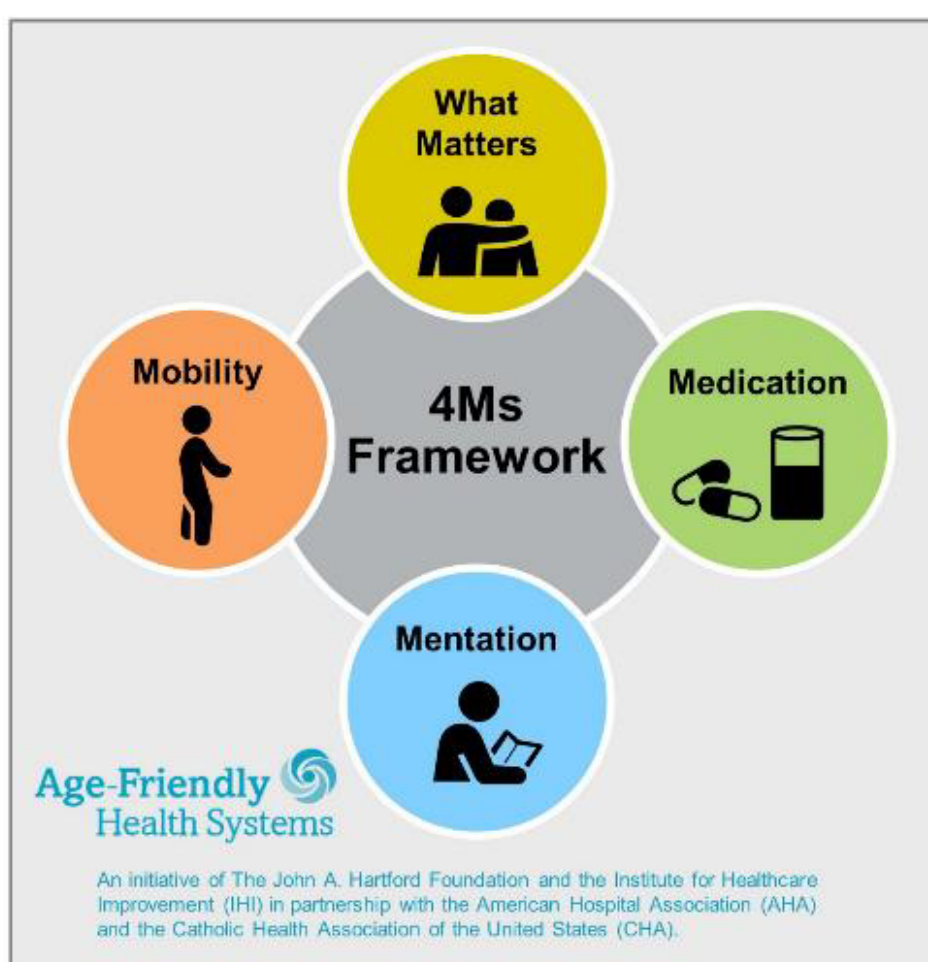 What
Matters
Mobility
4Ms
Framework
Medication
Mentation
Age-Friendly
Health Systems
An initiative of The John A. Hartford Foundation and the Institute for Healthcare
Improvement (IHI) in partnership with the American Hospital Association (AHA)
and the Catholic Health Association of the United States (CHA).